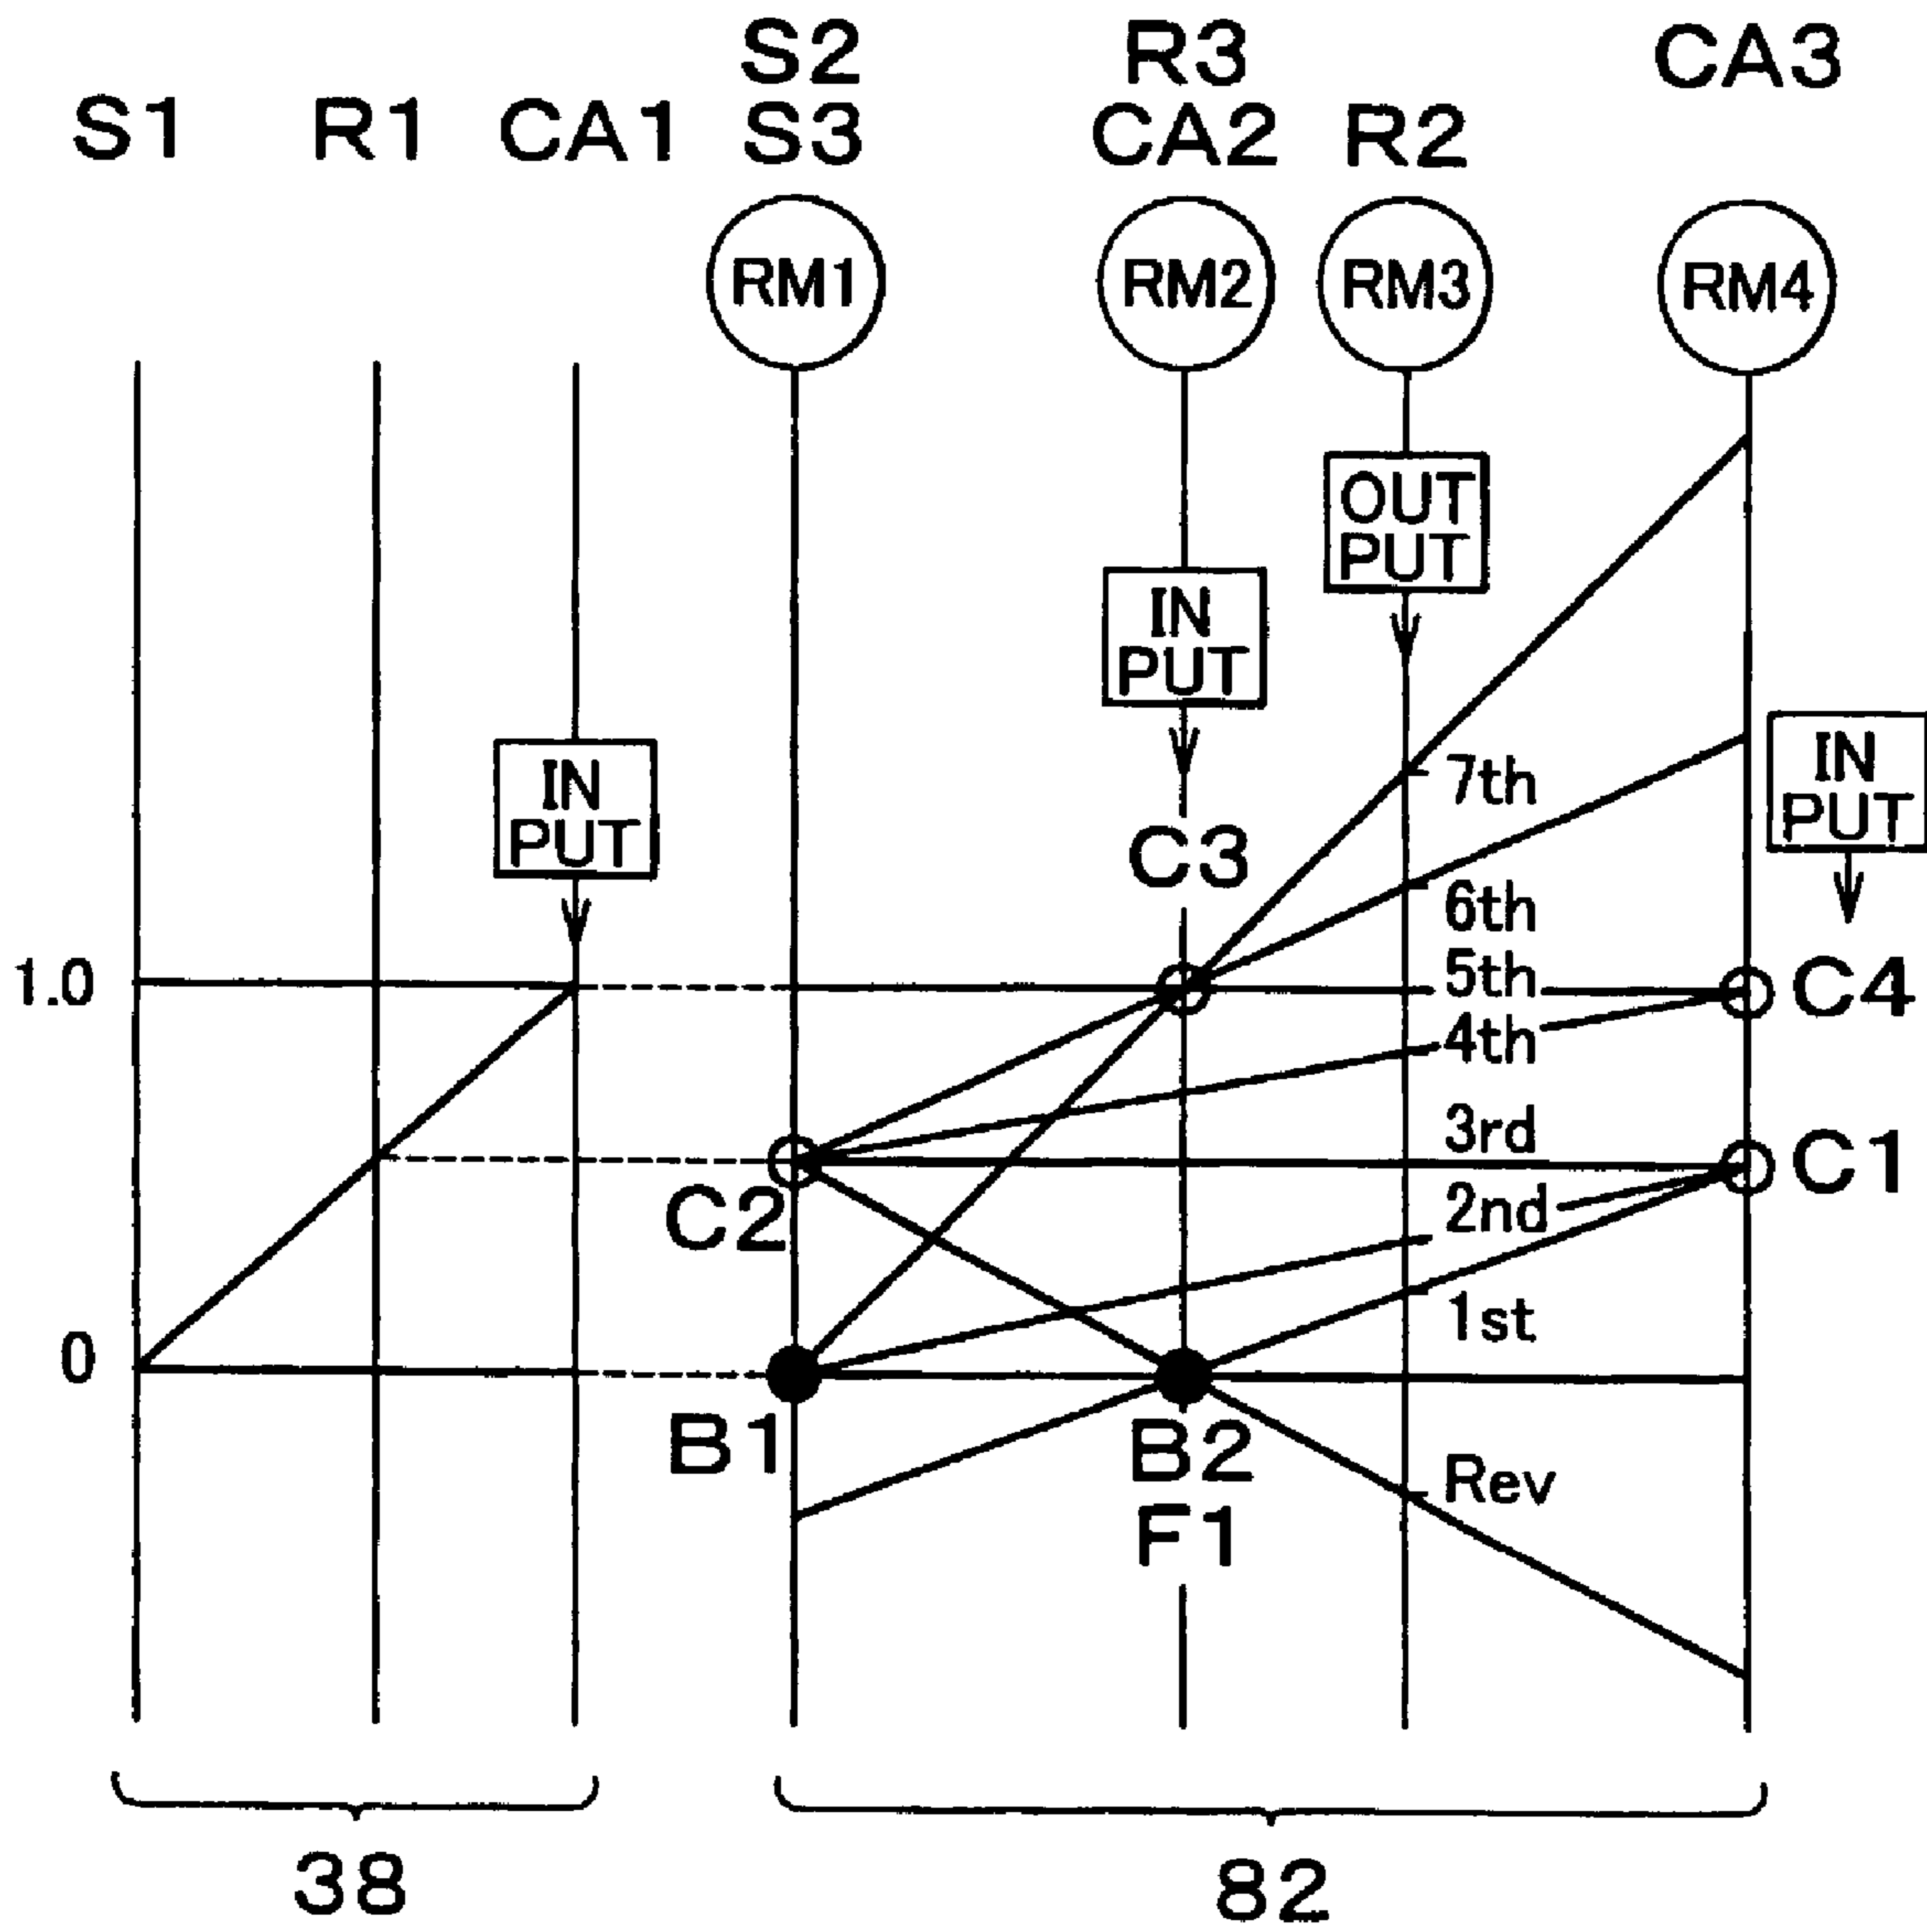 S2 R3 CA3
S1 R1 CA1 S3 CA2 R2
RM1 RM2 RM3 RM4
OUT
PUT
IN
PUT
IN
PUT
IN
PUT
7th
C3
6th
1.0
5th
C4
4th
3rd
C1
C2
2nd
1st
0
B1
B2
Rev
F1
38
82